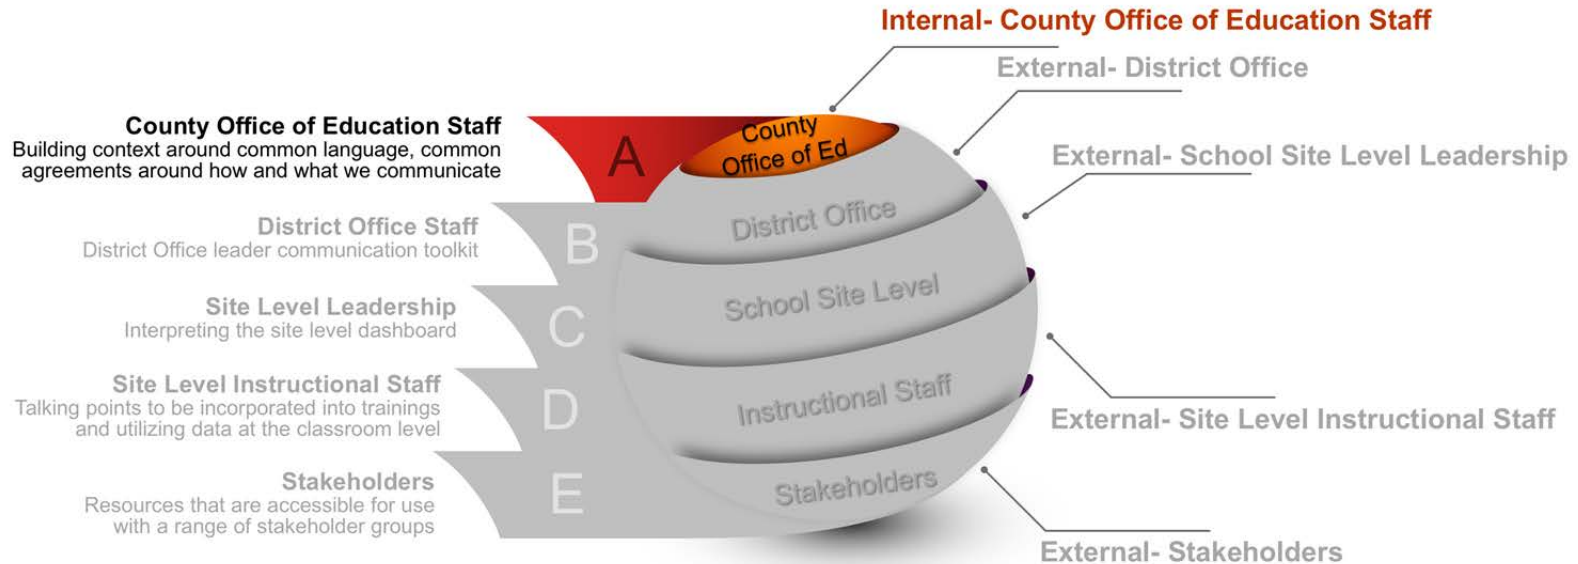 Internal- County Office of Education Staff
External- District Office
County Office of Education Staff
Building context around common language, common
agreements around how and what we communicate
A
County
Office of Ed
External- School Site Level Leadership
District Office Staff
District Office leader communication toolkit
B
District Office
Site Level Leadership
Interpreting the site level dashboard
C
School Site Level
Site Level Instructional Staff
Talking points to be incorporated into trainings
and utilizing data at the classroom level
D
Instructional Staff
External- Site Level Instructional Staff
Stakeholders
Resources that are accessible for use
with a range of stakeholder groups
E
Stakeholders
External- Stakeholders